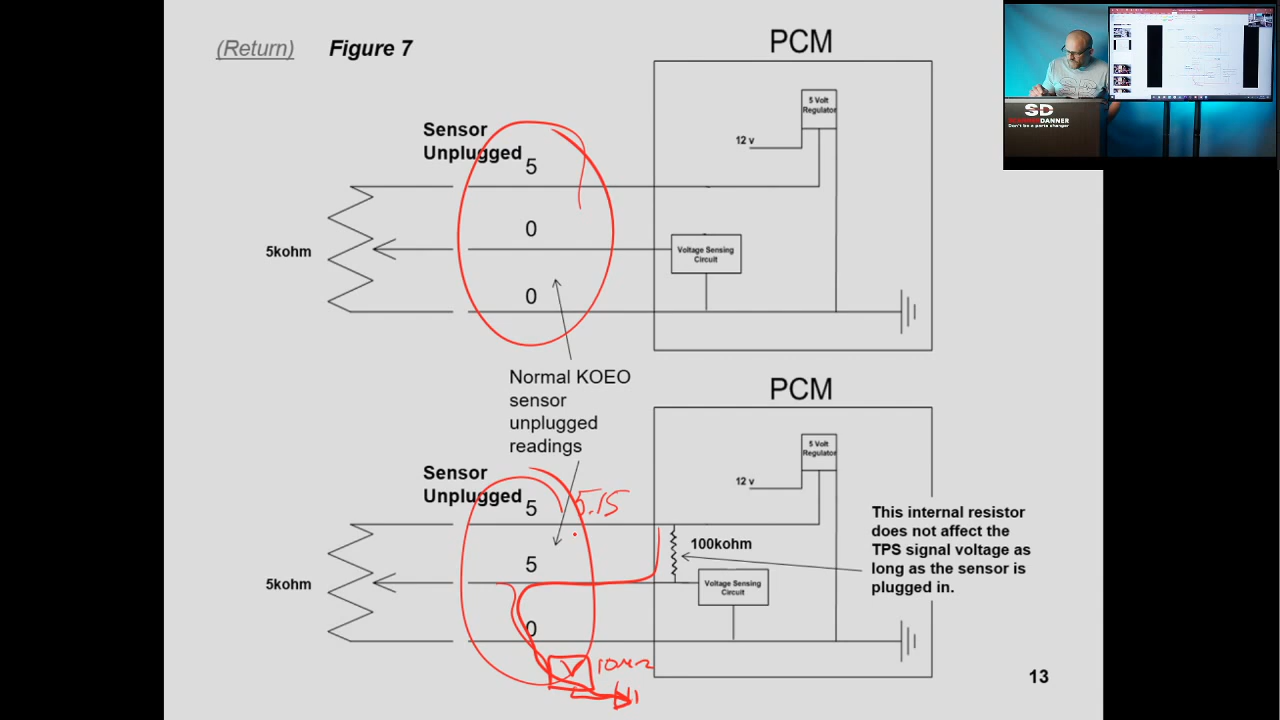 (Return) Figure 7
PCM
5 Volt
Regulator
12 v
Sensor
Unplugged
5
0
5kohm
Voltage Sensing
Circuit
0
Normal KOEO
sensor
unplugged
readings
PCM
5 Volt
Regulator
12 v
Sensor
Unplugged
5
5.15
This internal resistor
does not affect the
TPS signal voltage as
long as the sensor is
plugged in.
100kohm
5
5kohm
Voltage Sensing
Circuit
0
V
13
SD
SCANNERDANNER
Don't be a parts changer